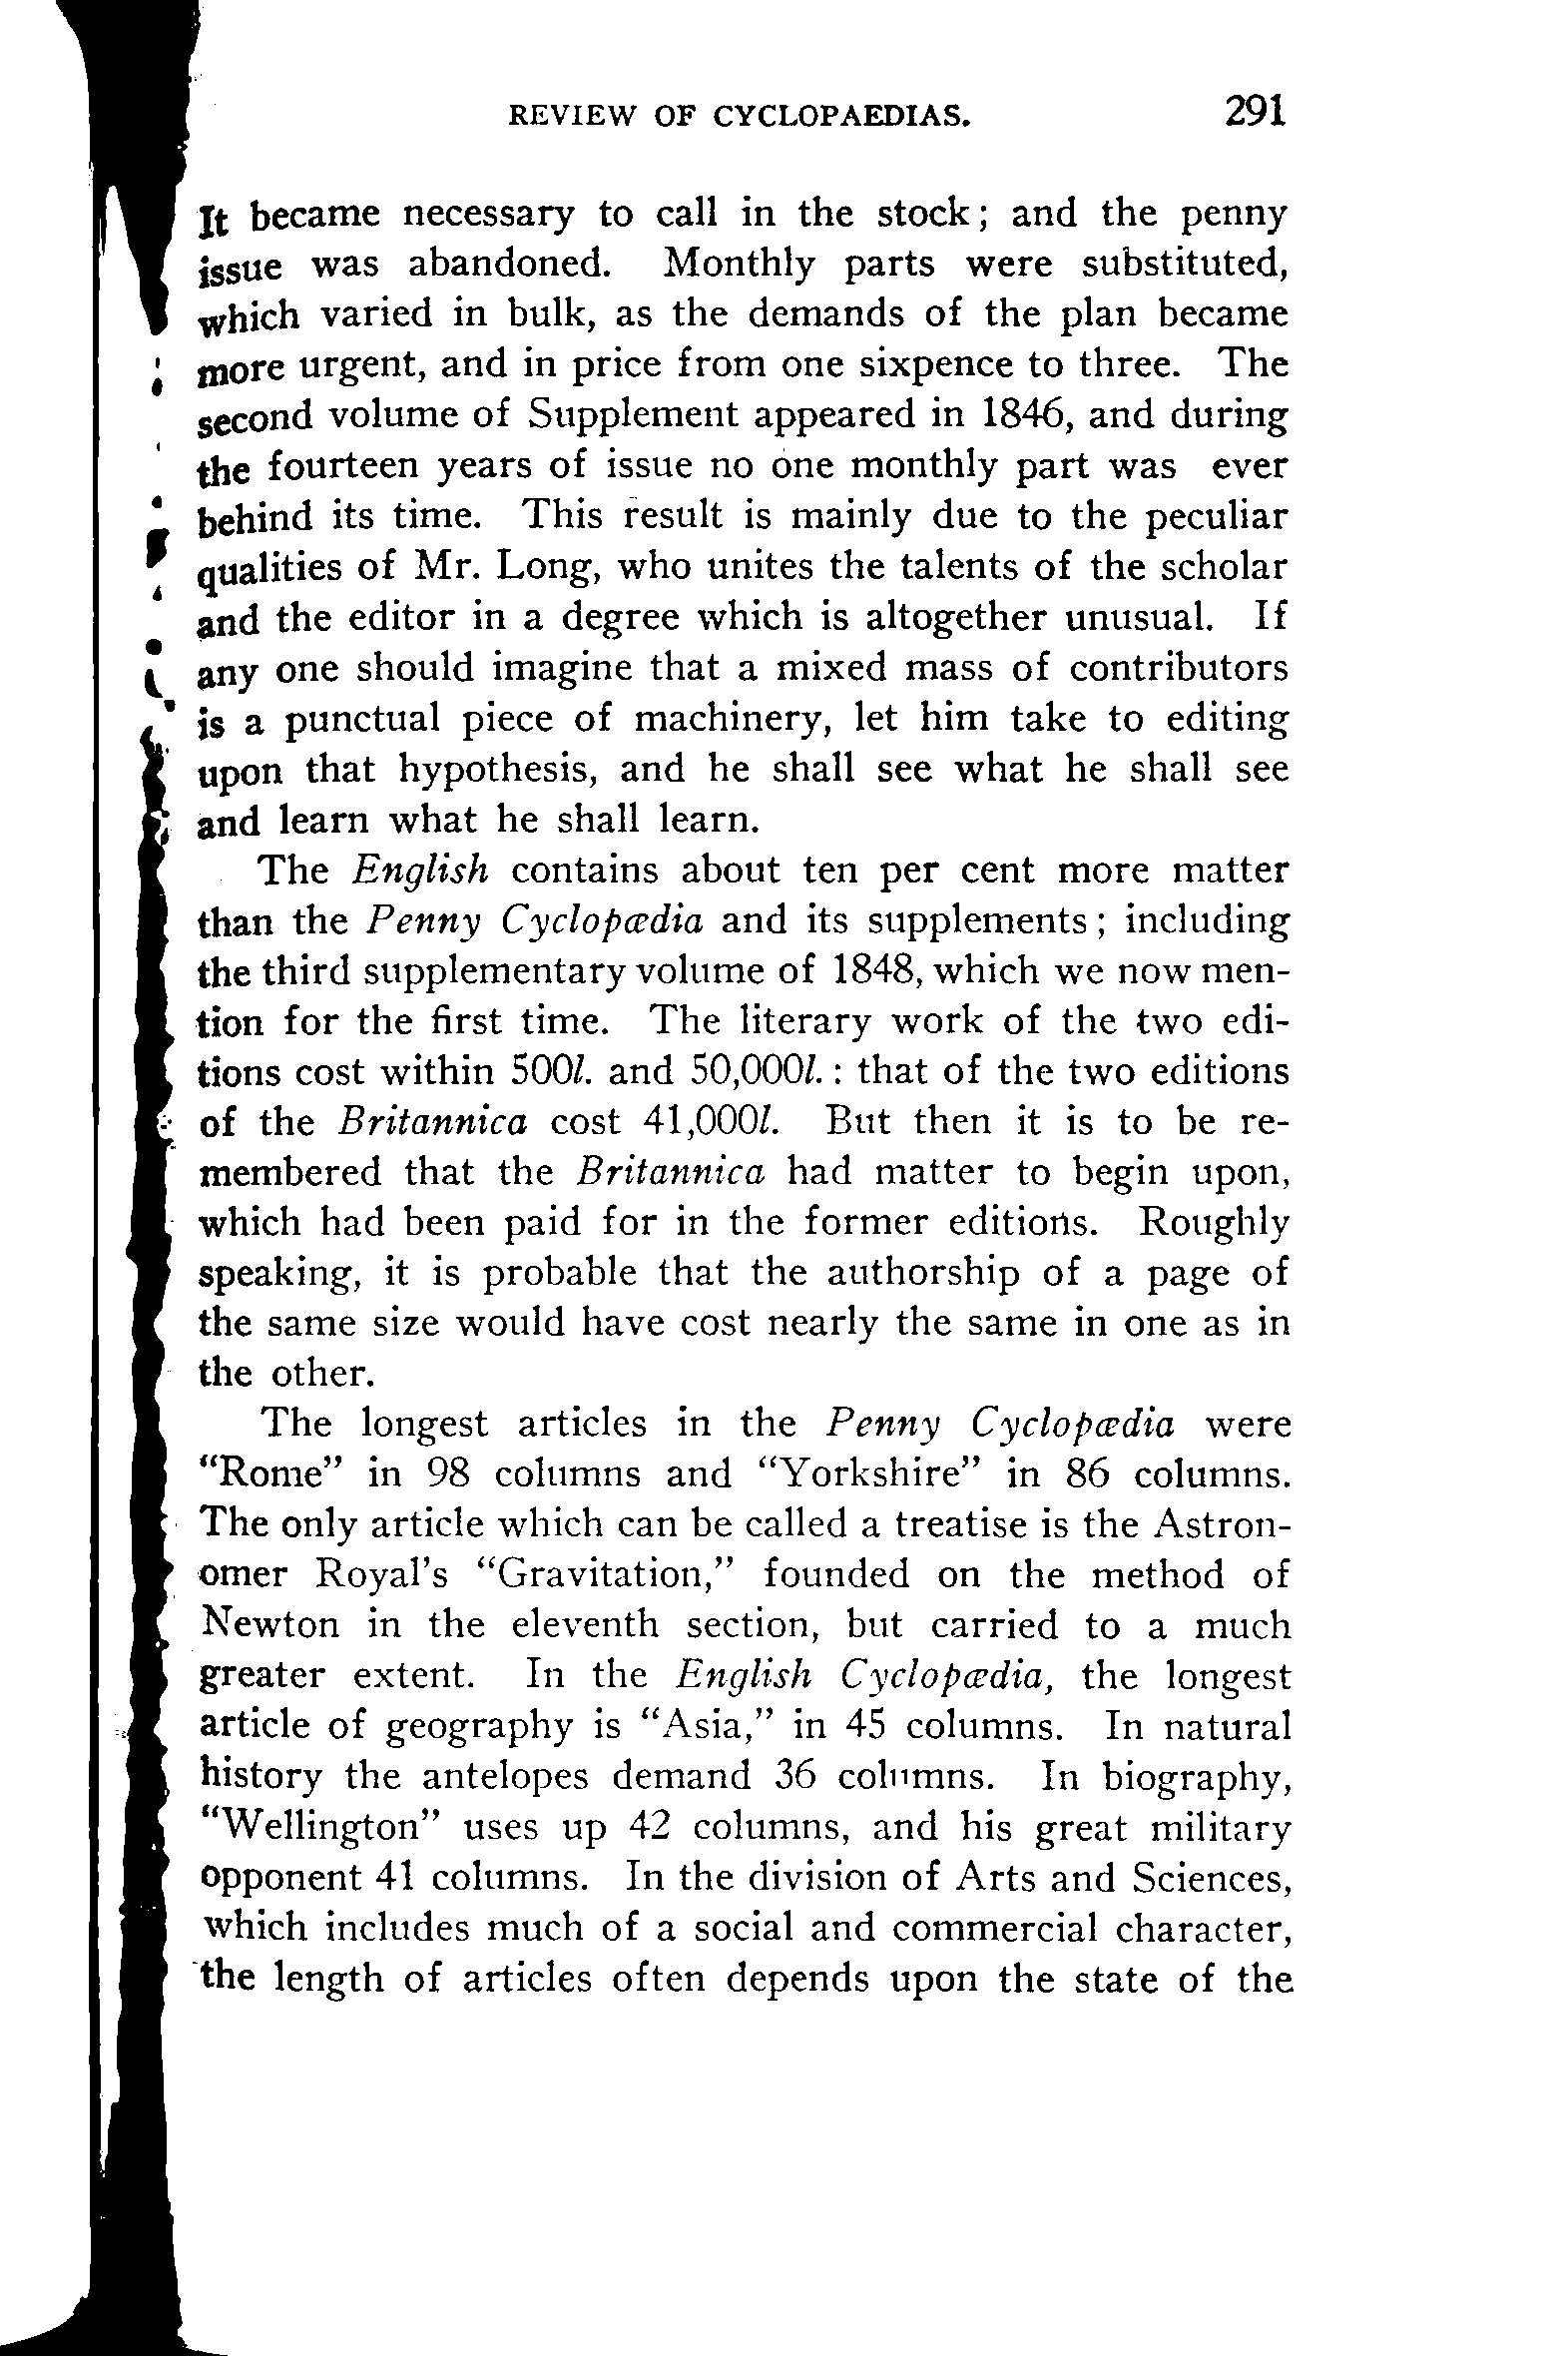 REVIEW OF CYCLOPAEDIAS. 291
It became necessary to call in the stock; and the penny
issue was abandoned. Monthly parts were substituted,
which varied in bulk, as the demands of the plan became
more urgent, and in price from one sixpence to three. The
second volume of Supplement appeared in 1846, and during
the fourteen years of issue no one monthly part was ever
behind its time. This result is mainly due to the peculiar
qualities of Mr. Long, who unites the talents of the scholar
and the editor in a degree which is altogether unusual. If
any one should imagine that a mixed mass of contributors
is a punctual piece of machinery, let him take to editing
upon that hypothesis, and he shall see what he shall see
and learn what he shall learn.
The English contains about ten per cent more matter
than the Penny Cyclopædia and its supplements; including
the third supplementary volume of 1848, which we now men-
tion for the first time. The literary work of the two edi-
tions cost within 500l. and 50,000l.: that of the two editions
of the Britannica cost 41,000l. But then it is to be re-
membered that the Britannica had matter to begin upon,
which had been paid for in the former editions. Roughly
speaking, it is probable that the authorship of a page of
the same size would have cost nearly the same in one as in
the other.
The longest articles in the Penny Cyclopædia were
“Rome” in 98 columns and “Yorkshire” in 86 columns.
The only article which can be called a treatise is the Astron-
omer Royal’s “Gravitation,” founded on the method of
Newton in the eleventh section, but carried to a much
greater extent. In the English Cyclopædia, the longest
article of geography is “Asia,” in 45 columns. In natural
history the antelopes demand 36 columns. In biography,
“Wellington” uses up 42 columns, and his great military
opponent 41 columns. In the division of Arts and Sciences,
which includes much of a social and commercial character,
the length of articles often depends upon the state of the